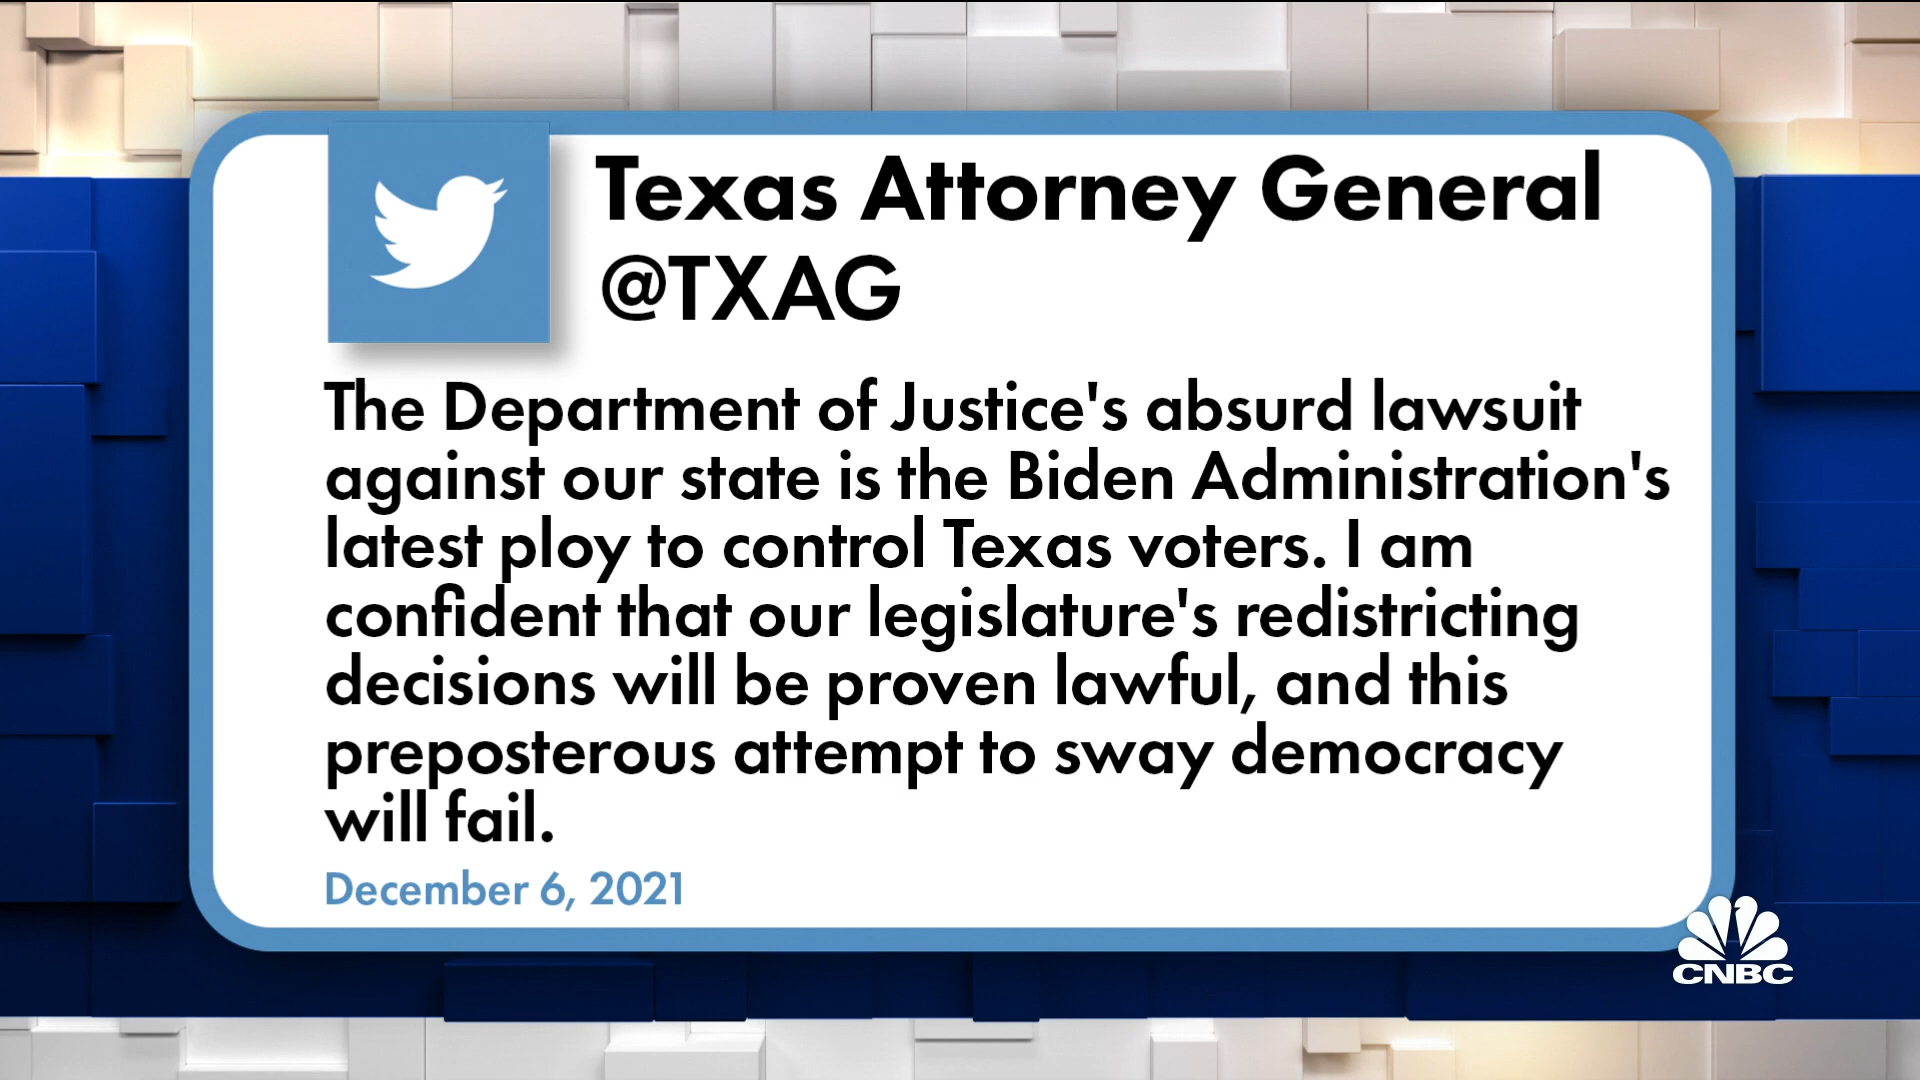 Texas Attorney General
@TXAG
The Department of Justice's absurd lawsuit
against our state is the Biden Administration's
latest ploy to control Texas voters. I am
confident that our legislature's redistricting
decisions will be proven lawful, and this
preposterous attempt to sway democracy
will fail.
December 6, 2021
CNBC